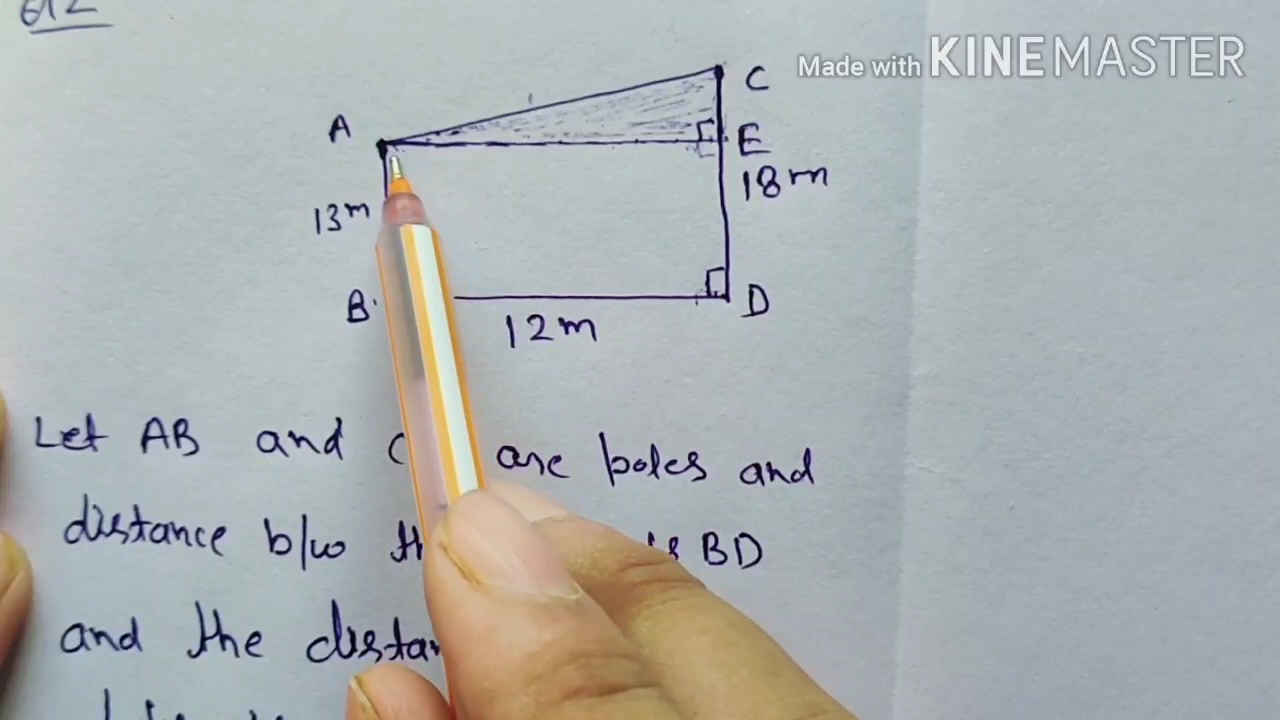 Made with KINEMASTER
A
C
E
18m
13m
B
D
12m
Let AB and are poles and
distance b/w BD
and the